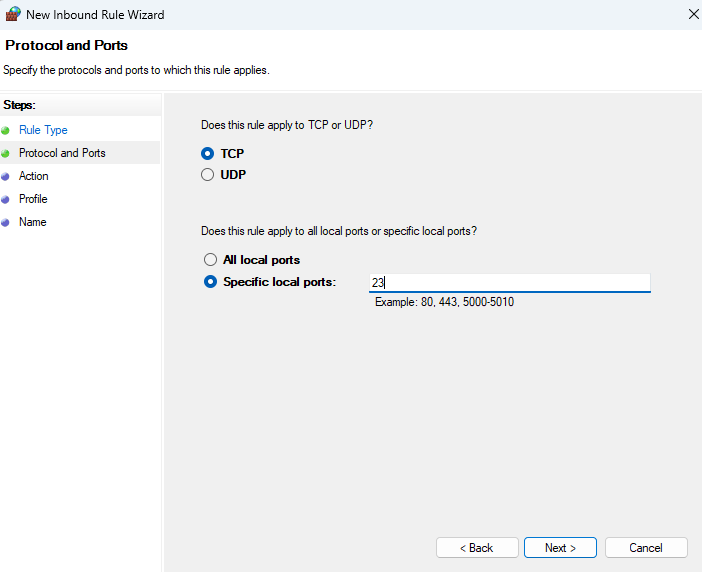 New Inbound Rule Wizard
Protocol and Ports
Specify the protocols and ports to which this rule applies.
Steps:
Rule Type
Protocol and Ports
Action
Profile
Name
Does this rule apply to TCP or UDP?
TCP
UDP
Does this rule apply to all local ports or specific local ports?
All local ports
Specific local ports: 23
Example: 80, 443, 5000-5010
< Back Next > Cancel